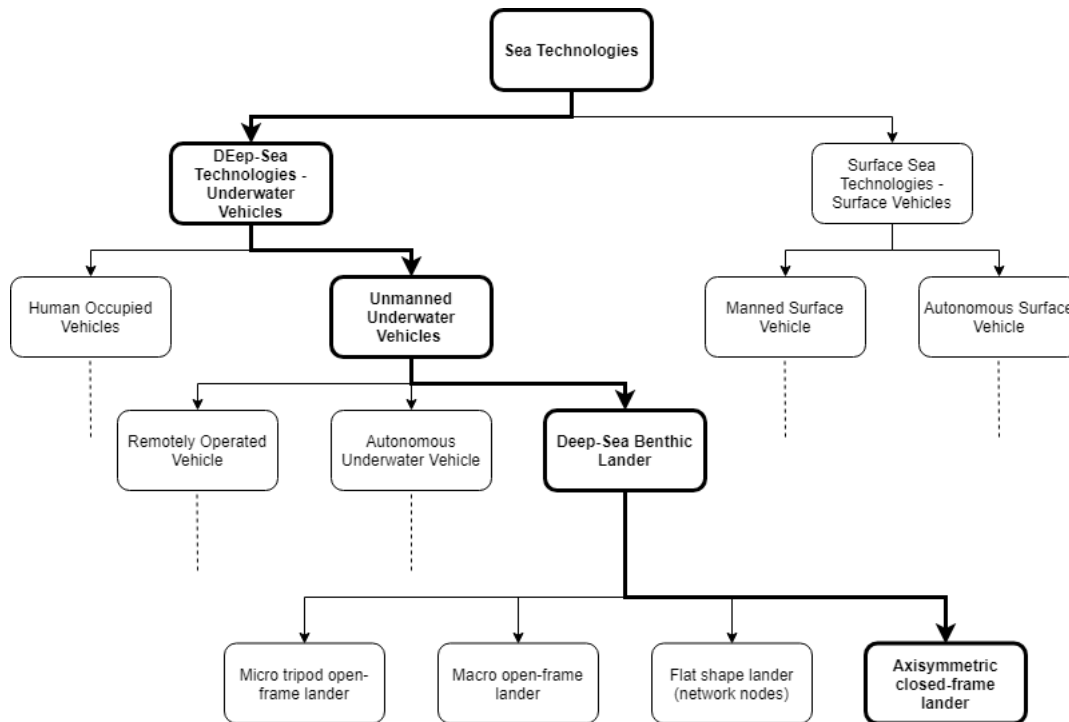 Sea Technologies
DEep-Sea
Technologies -
Underwater
Vehicles
Surface Sea
Technologies -
Surface Vehicles
Human Occupied
Vehicles
Unmanned
Underwater
Vehicles
Manned Surface
Vehicle
Autonomous Surface
Vehicle
Remotely Operated
Vehicle
Autonomous
Underwater Vehicle
Deep-Sea Benthic
Lander
Micro tripod open-
frame lander
Macro open-frame
lander
Flat shape lander
(network nodes)
Axisymmetric
closed-frame
lander